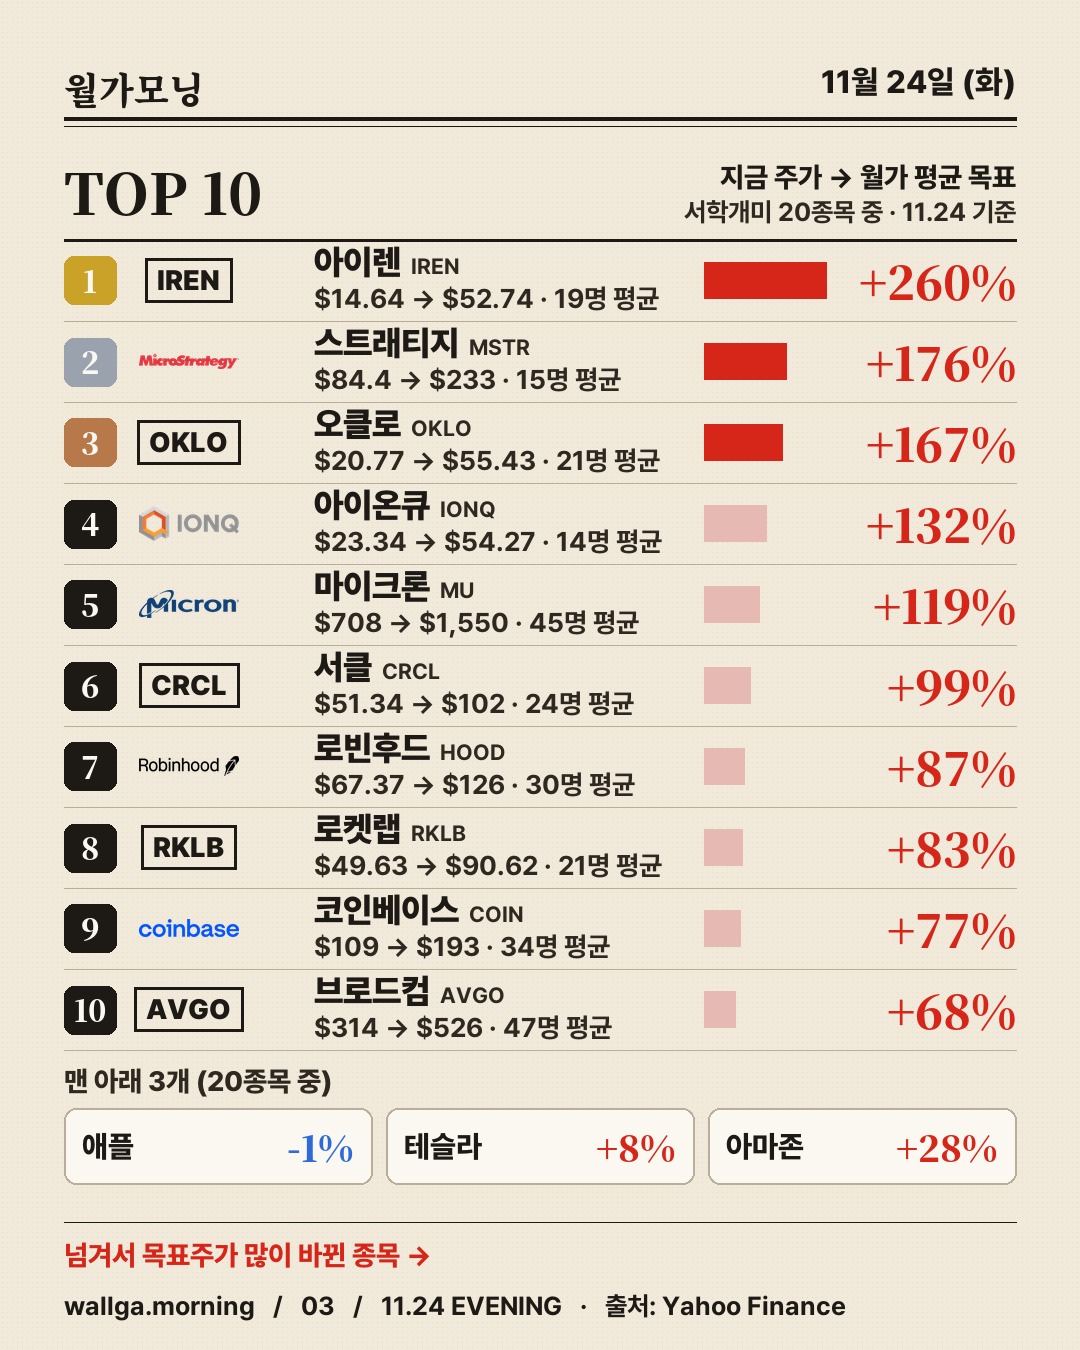 월가모닝
11월 24일 (화)
TOP 10
지금 주가 → 월가 평균 목표
서학개미 20종목 중 · 11.24 기준
1 IREN 아이렌 IREN +260%
$14.64 → $52.74 · 19명 평균
2 MicroStrategy 스트래티지 MSTR +176%
$84.4 → $233 · 15명 평균
3 OKLO 오클로 OKLO +167%
$20.77 → $55.43 · 21명 평균
4 IONQ 아이온큐 IONQ +132%
$23.34 → $54.27 · 14명 평균
5 Micron 마이크론 MU +119%
$708 → $1,550 · 45명 평균
6 CRCL 서클 CRCL +99%
$51.34 → $102 · 24명 평균
7 Robinhood 로빈후드 HOOD +87%
$67.37 → $126 · 30명 평균
8 RKLB 로켓랩 RKLB +83%
$49.63 → $90.62 · 21명 평균
9 coinbase 코인베이스 COIN +77%
$109 → $193 · 34명 평균
10 AVGO 브로드컴 AVGO +68%
$314 → $526 · 47명 평균
맨 아래 3개 (20종목 중)
애플 -1% 테슬라 +8% 아마존 +28%
넘겨서 목표주가 많이 바뀐 종목 →
wallga.morning / 03 / 11.24 EVENING · 출처: Yahoo Finance